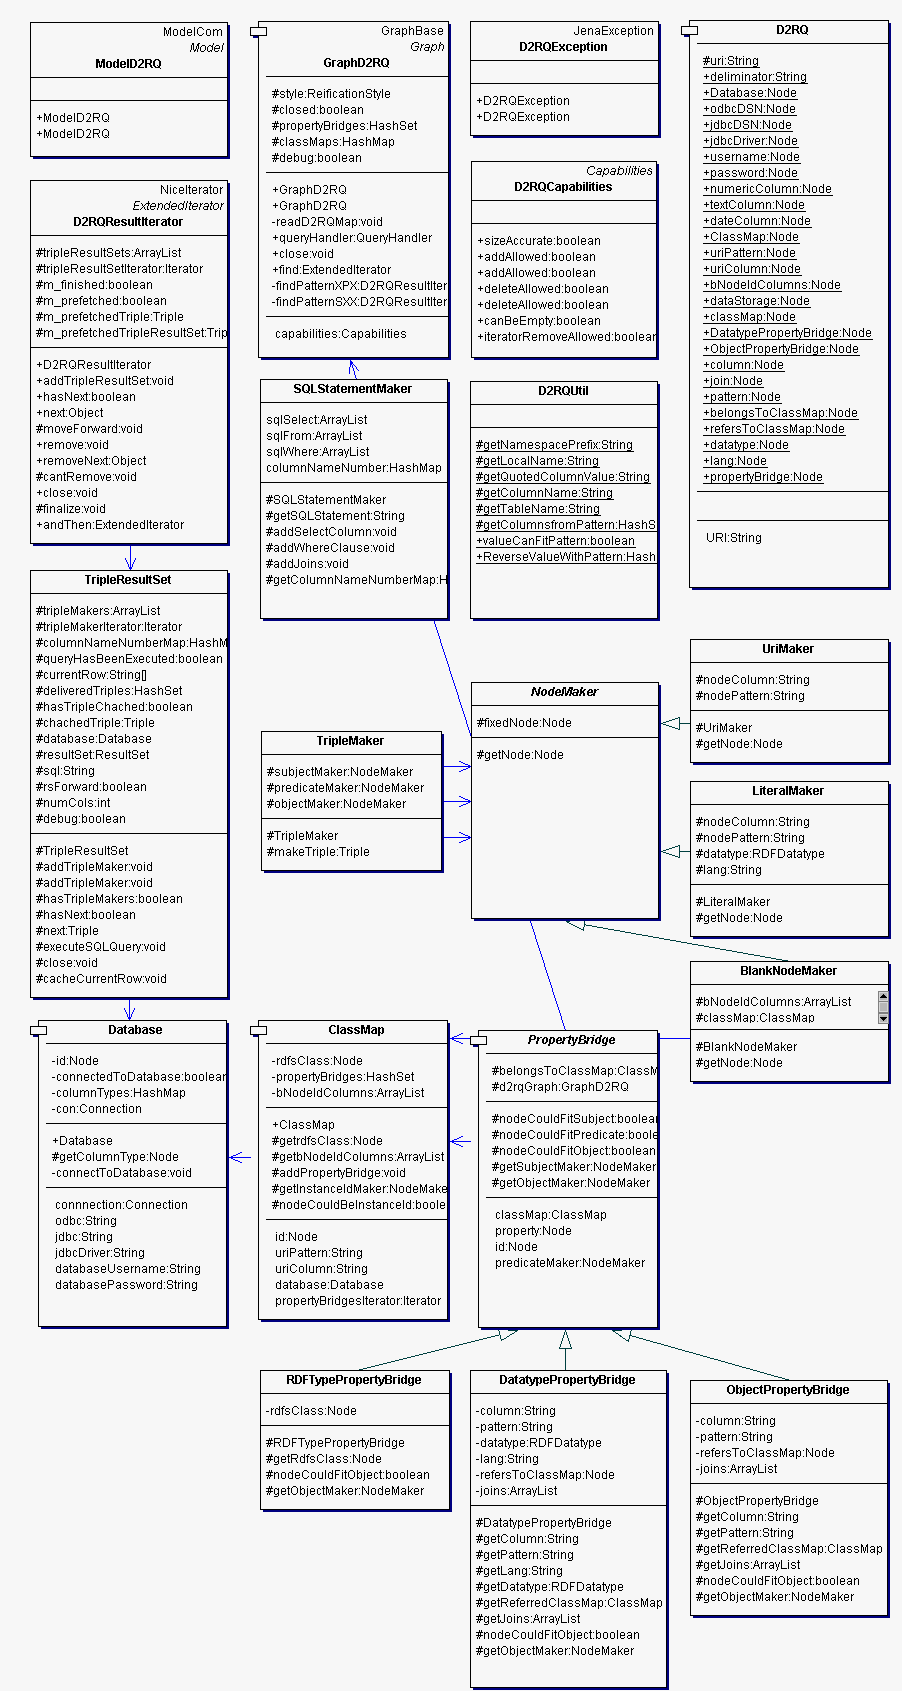 ModelCom
Model
ModelD2RQ
+ModelD2RQ
+ModelD2RQ
GraphBase
Graph
GraphD2RQ
#style:ReificationStyle
#closed:boolean
#propertyBridges:HashSet
#classMaps:HashMap
#debug:boolean
+GraphD2RQ
+GraphD2RQ
-readD2RQMap:void
+queryHandler:QueryHandler
+close:void
+find:ExtendedIterator
-findPatternXPX:D2RQResultIter
-findPatternSXX:D2RQResultIter
capabilities:Capabilities
JenaException
D2RQException
+D2RQException
+D2RQException
D2RQ
#uri:String
+deliminator:String
+Database:Node
+odbcDSN:Node
+jdbcDSN:Node
+jdbcDriver:Node
+username:Node
+password:Node
+numericColumn:Node
+textColumn:Node
+dateColumn:Node
+ClassMap:Node
+uriPattern:Node
+uriColumn:Node
+bNodeIdColumns:Node
+dataStorage:Node
+classMap:Node
+DatatypePropertyBridge:Node
+ObjectPropertyBridge:Node
+column:Node
+join:Node
+pattern:Node
+belongsToClassMap:Node
+refersToClassMap:Node
+datatype:Node
+lang:Node
+propertyBridge:Node
URI:String
NiceIterator
ExtendedIterator
D2RQResultIterator
#tripleResultSets:ArrayList
#tripleResultSetIterator:Iterator
#m_finished:boolean
#m_prefetched:boolean
#m_prefetchedTriple:Triple
#m_prefetchedTripleResultSet:Trip
+D2RQResultIterator
+addTripleResultSet:void
+hasNext:boolean
+next:Object
#moveForward:void
+remove:void
+removeNext:Object
#cantRemove:void
+close:void
#finalize:void
+andThen:ExtendedIterator
Capabilities
D2RQCapabilities
+sizeAccurate:boolean
+addAllowed:boolean
+addAllowed:boolean
+deleteAllowed:boolean
+deleteAllowed:boolean
+canBeEmpty:boolean
+iteratorRemoveAllowed:boolean
SQLStatementMaker
sqlSelect:ArrayList
sqlFrom:ArrayList
sqlWhere:ArrayList
columnNameNumber:HashMap
#SQLStatementMaker
#getSQLStatement:String
#addSelectColumn:void
#addWhereClause:void
#addJoins:void
#getColumnNameNumberMap:H
D2RQUtil
#getNamespacePrefix:String
#getLocalName:String
#getQuotedColumnValue:String
#getColumnName:String
#getTableName:String
#getColumnsfromPattern:HashS
+valueCanFitPattern:boolean
+ReverseValueWithPattern:Hash
TripleResultSet
#tripleMakers:ArrayList
#tripleMakerIterator:Iterator
#columnNameNumberMap:HashM
#queryHasBeenExecuted:boolean
#currentRow:String[]
#deliveredTriples:HashSet
#hasTripleChached:boolean
#chachedTriple:Triple
#database:Database
#resultSet:ResultSet
#sql:String
#rsForward:boolean
#numCols:int
#debug:boolean
#TripleResultSet
#addTripleMaker:void
#addTripleMaker:void
#hasTripleMakers:boolean
#hasNext:boolean
#next:Triple
#executeSQLQuery:void
#close:void
#cacheCurrentRow:void
TripleMaker
#subjectMaker:NodeMaker
#predicateMaker:NodeMaker
#objectMaker:NodeMaker
#TripleMaker
#makeTriple:Triple
NodeMaker
#fixedNode:Node
#getNode:Node
UriMaker
#nodeColumn:String
#nodePattern:String
#UriMaker
#getNode:Node
LiteralMaker
#nodeColumn:String
#nodePattern:String
#datatype:RDFDatatype
#lang:String
#LiteralMaker
#getNode:Node
BlankNodeMaker
#bNodeIdColumns:ArrayList
#classMap:ClassMap
#BlankNodeMaker
#getNode:Node
Database
-id:Node
-connectedToDatabase:boolean
-columnTypes:HashMap
-con:Connection
+Database
#getColumnType:Node
-connectToDatabase:void
connnection:Connection
odbc:String
jdbc:String
jdbcDriver:String
databaseUsername:String
databasePassword:String
ClassMap
-rdfsClass:Node
-propertyBridges:HashSet
-bNodeIdColumns:ArrayList
+ClassMap
#getrdfsClass:Node
#getbNodeIdColumns:ArrayList
#addPropertyBridge:void
#getInstanceIdMaker:NodeMake
#nodeCouldBeInstanceId:boole
id:Node
uriPattern:String
uriColumn:String
database:Database
propertyBridgesIterator:Iterator
PropertyBridge
#belongsToClassMap:ClassM
#d2rqGraph:GraphD2RQ
#nodeCouldFitSubject:boolean
#nodeCouldFitPredicate:boole
#nodeCouldFitObject:boolean
#getSubjectMaker:NodeMaker
#getObjectMaker:NodeMaker
classMap:ClassMap
property:Node
id:Node
predicateMaker:NodeMaker
RDFTypePropertyBridge
-rdfsClass:Node
#RDFTypePropertyBridge
#getRdfsClass:Node
#nodeCouldFitObject:boolean
#getObjectMaker:NodeMaker
DatatypePropertyBridge
-column:String
-pattern:String
-datatype:RDFDatatype
-lang:String
-refersToClassMap:Node
-joins:ArrayList
#DatatypePropertyBridge
#getColumn:String
#getPattern:String
#getLang:String
#getDatatype:RDFDatatype
#getReferredClassMap:ClassMap
#getJoins:ArrayList
#nodeCouldFitObject:boolean
#getObjectMaker:NodeMaker
ObjectPropertyBridge
-column:String
-pattern:String
-refersToClassMap:Node
-joins:ArrayList
#ObjectPropertyBridge
#getColumn:String
#getPattern:String
#getReferredClassMap:ClassMap
#getJoins:ArrayList
#nodeCouldFitObject:boolean
#getObjectMaker:NodeMaker